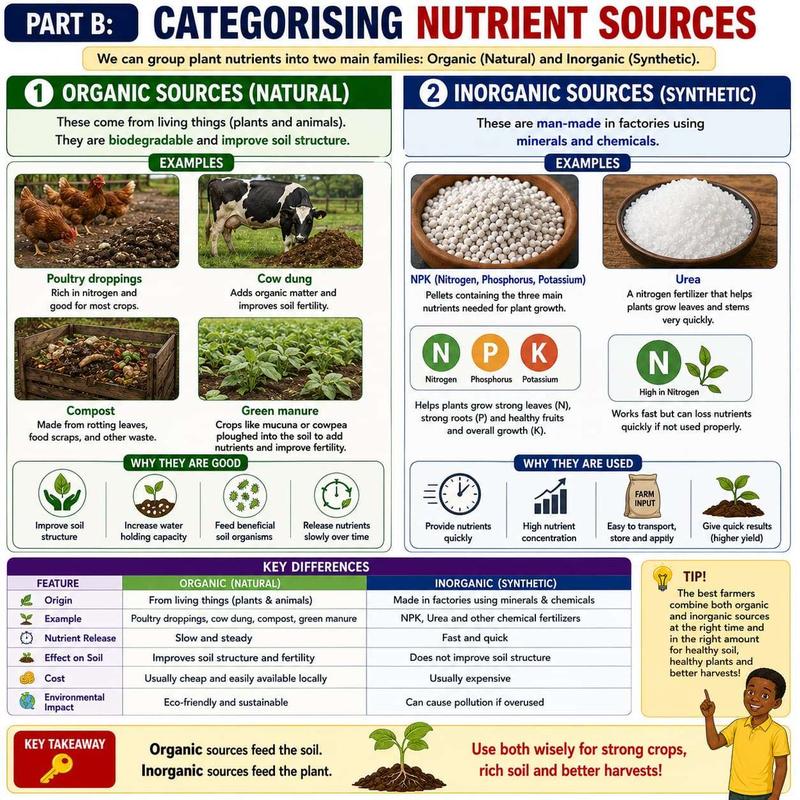 PART B:
CATEGORISING NUTRIENT SOURCES
We can group plant nutrients into two main families: Organic (Natural) and Inorganic (Synthetic).
1 ORGANIC SOURCES (NATURAL)
These come from living things (plants and animals).
They are biodegradable and improve soil structure.
EXAMPLES
Poultry droppings
Rich in nitrogen and
good for most crops.
Cow dung
Adds organic matter and
improves soil fertility.
Compost
Made from rotting leaves,
food scraps, and other waste.
Green manure
Crops like mucuna or cowpea
ploughed into the soil to add
nutrients and improve fertility.
WHY THEY ARE GOOD
Improve soil
structure
Increase water
holding capacity
Feed beneficial
soil organisms
Release nutrients
slowly over time
2 INORGANIC SOURCES (SYNTHETIC)
These are man-made in factories using
minerals and chemicals.
EXAMPLES
NPK (Nitrogen, Phosphorus, Potassium)
Pellets containing the three main
nutrients needed for plant growth.
N P K
Nitrogen Phosphorus Potassium
Helps plants grow strong leaves (N),
strong roots (P) and healthy fruits
and overall growth (K).
Urea
A nitrogen fertilizer that helps
plants grow leaves and stems
very quickly.
N
High in Nitrogen
Works fast but can loss nutrients
quickly if not used properly.
WHY THEY ARE USED
Provide nutrients
quickly
High nutrient
concentration
FARM
INPUT
Easy to transport,
store and apply
Give quick results
(higher yield)
KEY DIFFERENCES
FEATURE ORGANIC (NATURAL) INORGANIC (SYNTHETIC)
Origin From living things (plants & animals) Made in factories using minerals & chemicals
Example Poultry droppings, cow dung, compost, green manure NPK, Urea and other chemical fertilizers
Nutrient Release Slow and steady Fast and quick
Effect on Soil Improves soil structure and fertility Does not improve soil structure
Cost Usually cheap and easily available locally Usually expensive
Environmental
Impact Eco-friendly and sustainable Can cause pollution if overused
TIP!
The best farmers
combine both organic
and inorganic sources
at the right time and
in the right amount
for healthy soil,
healthy plants and
better harvests!
KEY TAKEAWAY
Organic sources feed the soil.
Inorganic sources feed the plant.
Use both wisely for strong crops,
rich soil and better harvests!